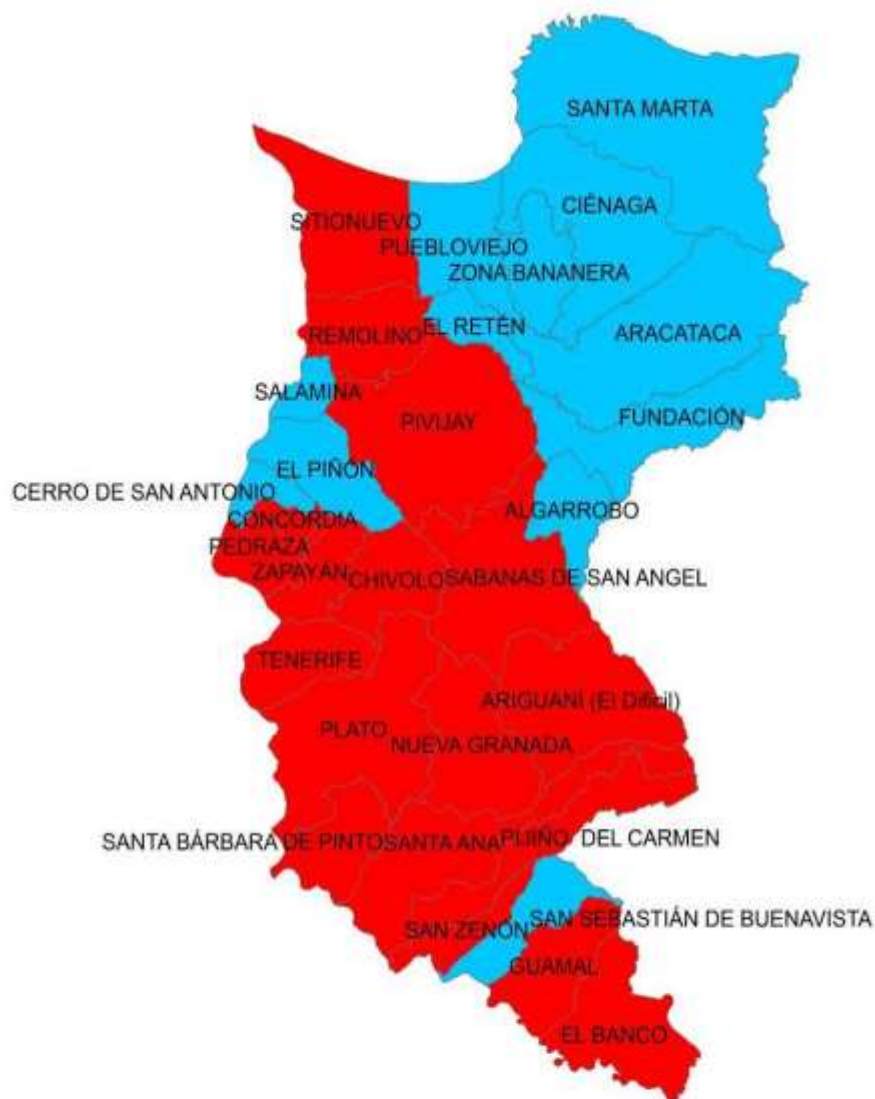 SANTA MARTA
CIÉNAGA
SITIONUEVO
PUEBLOVIEJO
ZONA BANANERA
EL RETÉN
ARACATACA
REMOLINO
SALAMINA
FUNDACIÓN
PIVIJAY
EL PIÑÓN
CERRO DE SAN ANTONIO
ALGARROBO
CONCORDIA
PEDRAZA
ZAPAYÁN
CHIVOLO
SABANAS DE SAN ANGEL
TENERIFE
ARIGUANÍ (El Dificil)
PLATO
NUEVA GRANADA
SANTA BÁRBARA DE PINTO
SANTA ANA
PIJIÑO DEL CARMEN
SAN SEBASTIÁN DE BUENAVISTA
SAN ZENÓN
GUAMAL
EL BANCO